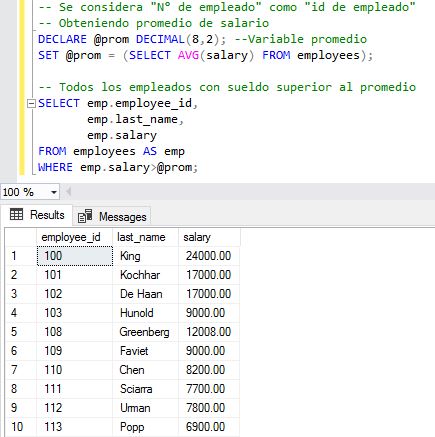 -- Se considera "N° de empleado" como "id de empleado"
-- Obteniendo promedio de salario
DECLARE @prom DECIMAL(8,2); --Variable promedio
SET @prom = (SELECT AVG(salary) FROM employees);
-- Todos los empleados con sueldo superior al promedio
SELECT emp.employee_id,
emp.last_name,
emp.salary
FROM employees AS emp
WHERE emp.salary>@prom;
100 %
Results Messages
employee_id last_name salary
1 100 King 24000.00
2 101 Kochhar 17000.00
3 102 De Haan 17000.00
4 103 Hunold 9000.00
5 108 Greenberg 12008.00
6 109 Faviet 9000.00
7 110 Chen 8200.00
8 111 Sciarra 7700.00
9 112 Urman 7800.00
10 113 Popp 6900.00